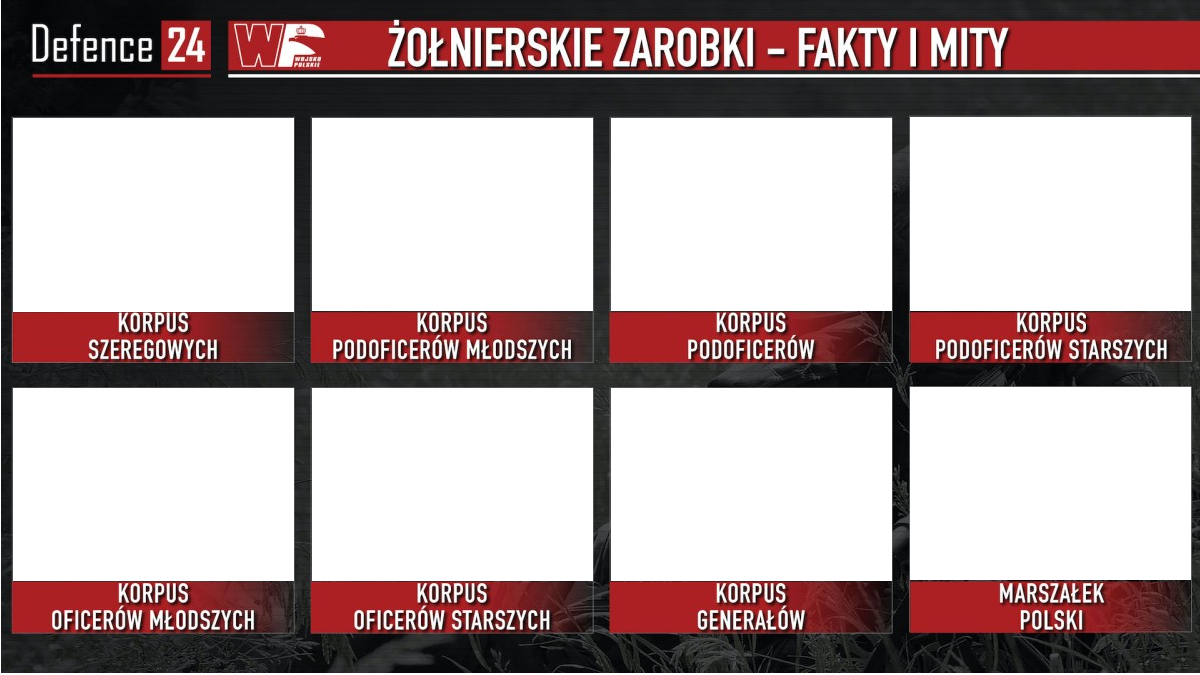 Defence 24
WP WOJSKO
POLSKIE
ŻOŁNIERSKIE ZAROBKI – FAKTY I MITY
KORPUS
SZEREGOWYCH
KORPUS
PODOFICERÓW MŁODSZYCH
KORPUS
PODOFICERÓW
KORPUS
PODOFICERÓW STARSZYCH
KORPUS
OFICERÓW MŁODSZYCH
KORPUS
OFICERÓW STARSZYCH
KORPUS
GENERAŁÓW
MARSZAŁEK
POLSKI